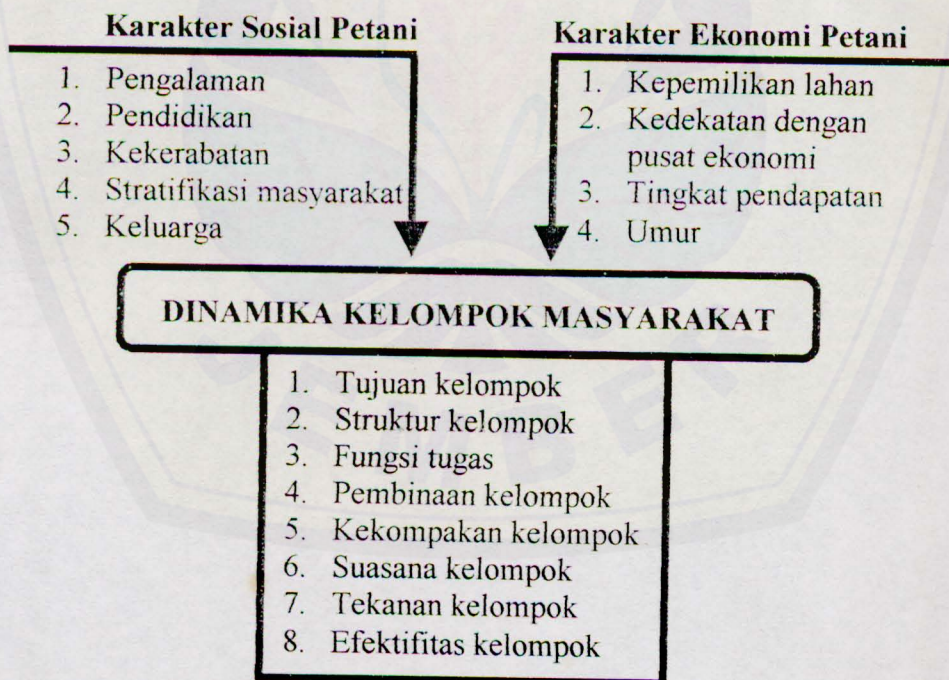 Karakter Sosial Petani
1. Pengalaman
2. Pendidikan
3. Kekerabatan
4. Stratifikasi masyarakat
5. Keluarga
Karakter Ekonomi Petani
1. Kepemilikan lahan
2. Kedekatan dengan
pusat ekonomi
3. Tingkat pendapatan
4. Umur
DINAMIKA KELOMPOK MASYARAKAT
1. Tujuan kelompok
2. Struktur kelompok
3. Fungsi tugas
4. Pembinaan kelompok
5. Kekompakan kelompok
6. Suasana kelompok
7. Tekanan kelompok
8. Efektifitas kelompok
JEMBER